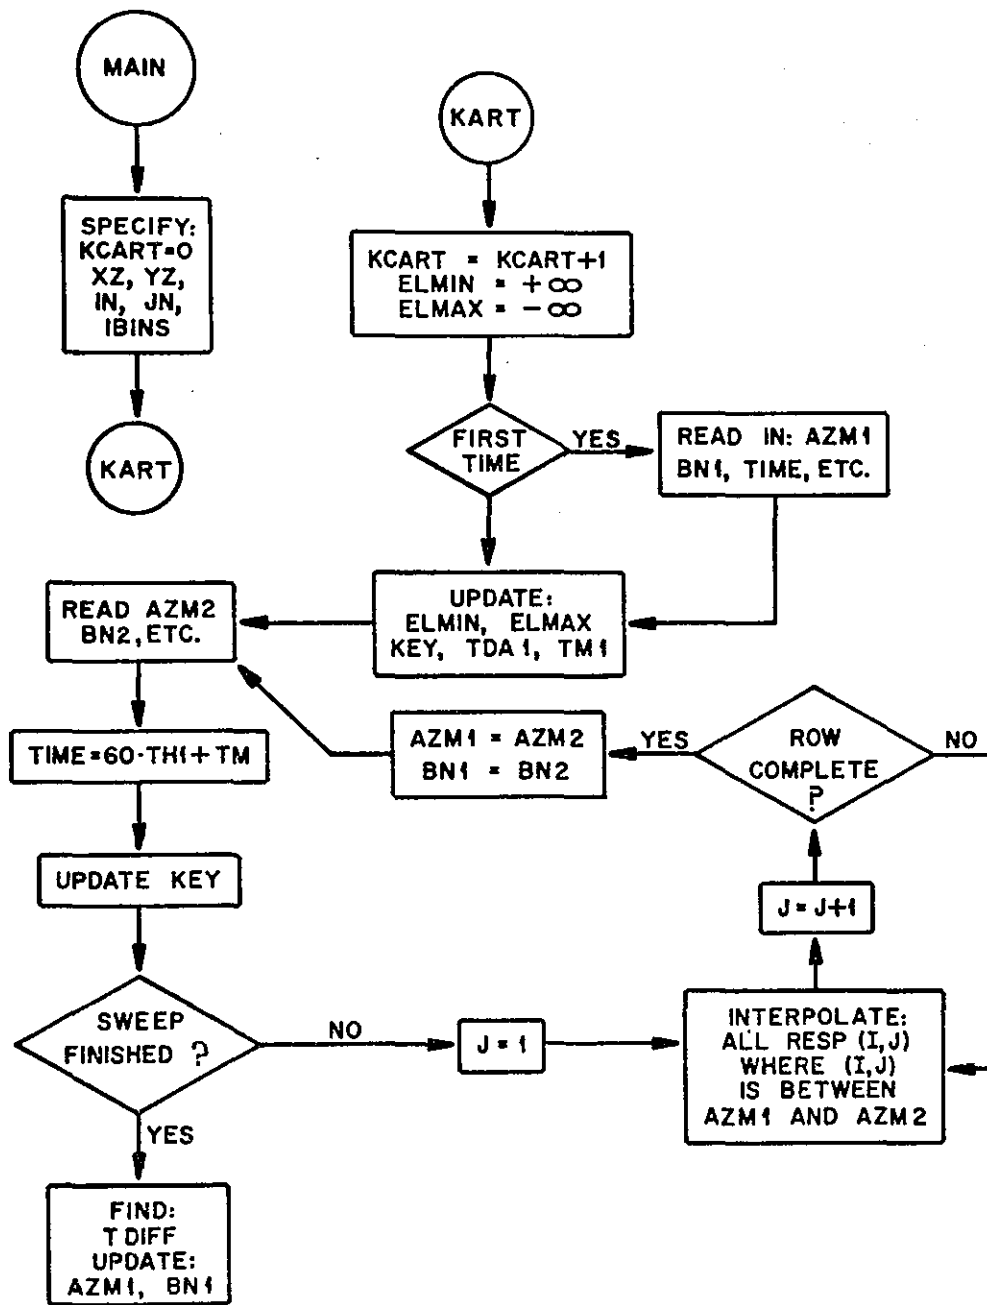 MAIN
SPECIFY:
KCART=0
XZ, YZ,
IN, JN,
IBINS
KART
KART
KCART = KCART+1
ELMIN = +∞
ELMAX = -∞
FIRST
TIME
YES
READ IN: AZM1
BN1, TIME, ETC.
UPDATE:
ELMIN, ELMAX
KEY, TDA1, TM1
READ AZM2
BN2, ETC.
TIME=60·TH1+TM
UPDATE KEY
SWEEP
FINISHED ?
NO
YES
FIND:
T DIFF
UPDATE:
AZM1, BN1
J = 1
INTERPOLATE:
ALL RESP (I,J)
WHERE (I,J)
IS BETWEEN
AZM1 AND AZM2
J = J+1
ROW
COMPLETE
?
NO
YES
AZM1 = AZM2
BN1 = BN2